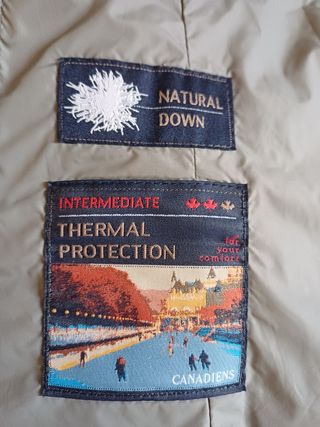 NATURAL
DOWN
INTERMEDIATE
THERMAL
PROTECTION
for
your
comfort
CANADIENS